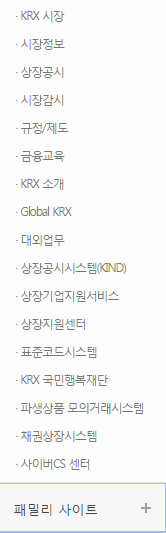 · KRX 시장
· 시장정보
· 상장공시
· 시장감시
· 규정/제도
· 금융교육
· KRX 소개
· Global KRX
· 대외업무
· 상장공시시스템(KIND)
· 상장기업지원서비스
· 상장지원센터
· 표준코드시스템
· KRX 국민행복재단
· 파생상품 모의거래시스템
· 채권상장시스템
· 사이버CS 센터
패밀리 사이트 +